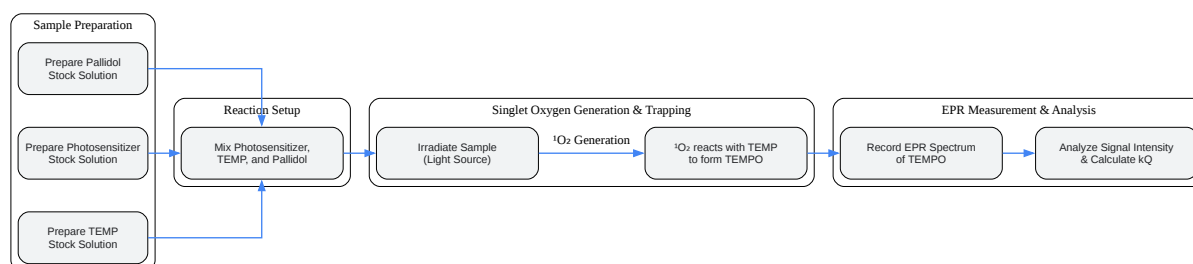 Sample Preparation
Prepare Pallidol
Stock Solution
Prepare Photosensitizer
Stock Solution
Prepare TEMP
Stock Solution
Reaction Setup
Mix Photosensitizer,
TEMP, and Pallidol
Singlet Oxygen Generation & Trapping
Irradiate Sample
(Light Source)
¹O₂ Generation
¹O₂ reacts with TEMP
to form TEMPO
EPR Measurement & Analysis
Record EPR Spectrum
of TEMPO
Analyze Signal Intensity
& Calculate kQ